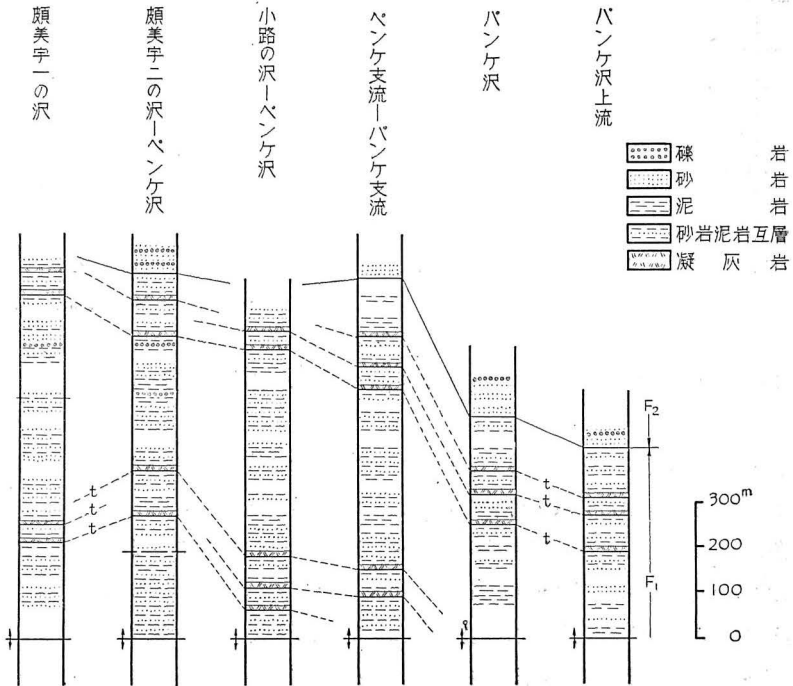 頗美宇一の沢
頗美宇二の沢ーペンケ沢
小路の沢ーペンケ沢
ペンケ支流ーパンケ支流
パンケ沢
パンケ沢上流
礫 岩
砂 岩
泥 岩
砂岩泥岩互層
凝 灰 岩
t
t
t
t
t
t
F2
F1
300m
200
100
0